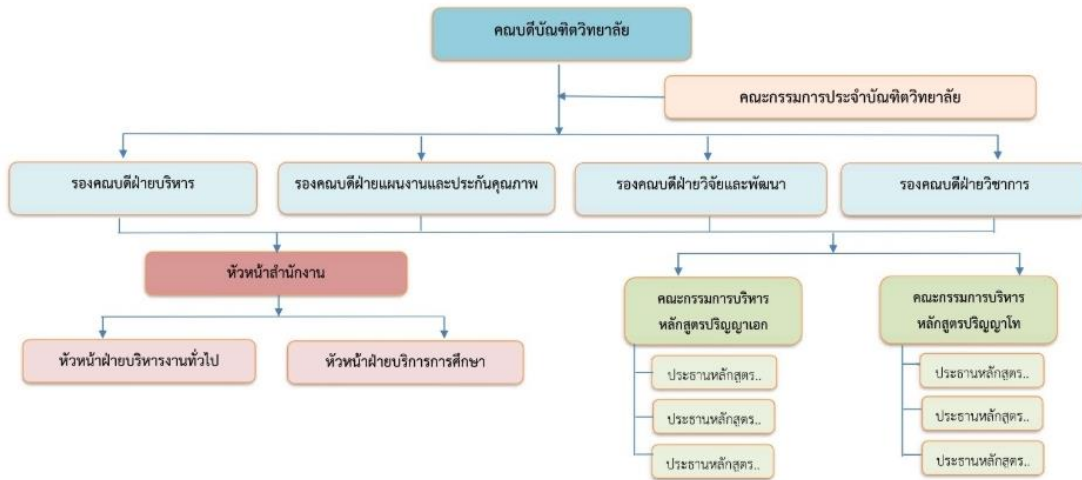 คณบดีบัณฑิตวิทยาลัย
คณะกรรมการประจำบัณฑิตวิทยาลัย
รองคณบดีฝ่ายบริหาร
รองคณบดีฝ่ายแผนงานและประกันคุณภาพ
รองคณบดีฝ่ายวิจัยและพัฒนา
รองคณบดีฝ่ายวิชาการ
หัวหน้าสำนักงาน
หัวหน้าฝ่ายบริหารงานทั่วไป
หัวหน้าฝ่ายบริการการศึกษา
คณะกรรมการบริหาร
หลักสูตรปริญญาเอก
ประธานหลักสูตร..
ประธานหลักสูตร..
ประธานหลักสูตร..
คณะกรรมการบริหาร
หลักสูตรปริญญาโท
ประธานหลักสูตร..
ประธานหลักสูตร..
ประธานหลักสูตร..